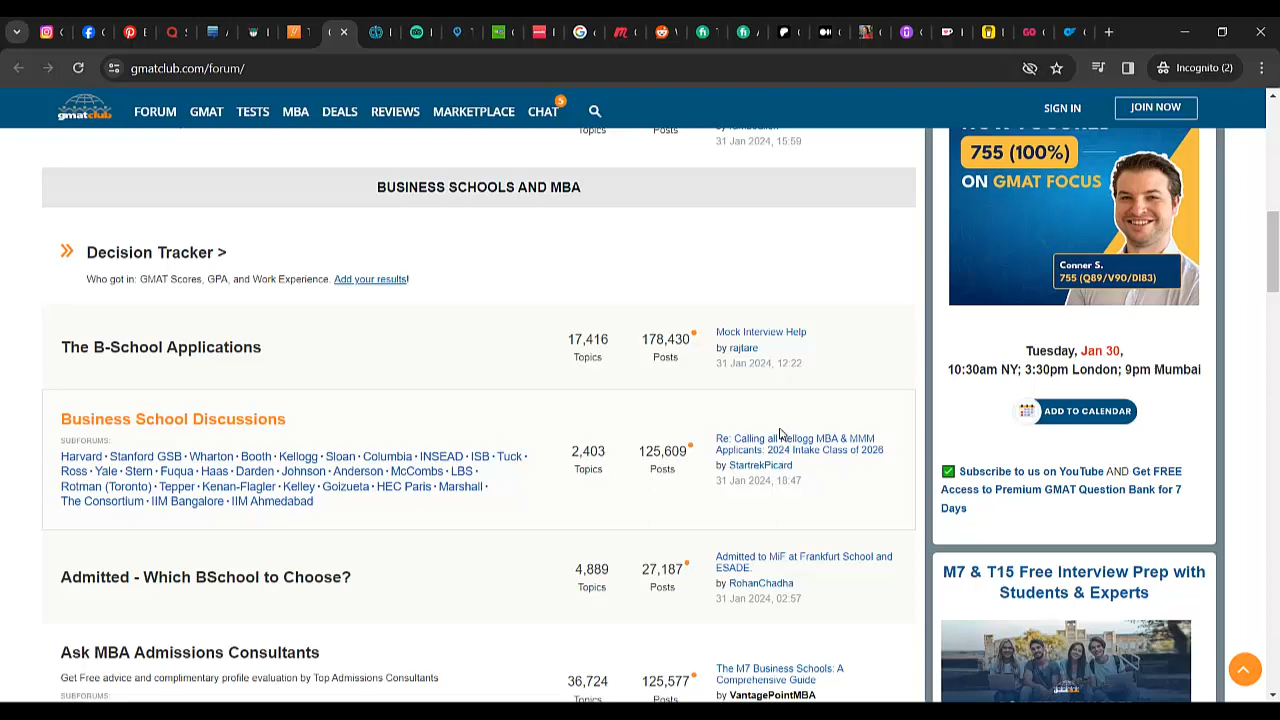 gmatclub.com/forum/
Incognito (2)
gmatclub
FORUM GMAT TESTS MBA DEALS REVIEWS MARKETPLACE CHAT
5
SIGN IN
JOIN NOW
Topics
Posts
31 Jan 2024, 15:59
BUSINESS SCHOOLS AND MBA
Decision Tracker >
Who got in: GMAT Scores, GPA, and Work Experience. Add your results!
The B-School Applications
17,416
Topics
178,430
Posts
Mock Interview Help
by rajtare
31 Jan 2024, 12:22
Business School Discussions
SUBFORUMS:
Harvard · Stanford GSB · Wharton · Booth · Kellogg · Sloan · Columbia · INSEAD · ISB · Tuck ·
Ross · Yale · Stern · Fuqua · Haas · Darden · Johnson · Anderson · McCombs · LBS ·
Rotman (Toronto) · Tepper · Kenan-Flagler · Kelley · Goizueta · HEC Paris · Marshall ·
The Consortium · IIM Bangalore · IIM Ahmedabad
2,403
Topics
125,609
Posts
Re: Calling all Kellogg MBA & MMM
Applicants: 2024 Intake Class of 2026
by StartrekPicard
31 Jan 2024, 18:47
Admitted - Which BSchool to Choose?
4,889
Topics
27,187
Posts
Admitted to MiF at Frankfurt School and
ESADE.
by RohanChadha
31 Jan 2024, 02:57
Ask MBA Admissions Consultants
Get Free advice and complimentary profile evaluation by Top Admissions Consultants
SUBFORUMS:
36,724
Topics
125,577
Posts
The M7 Business Schools: A
Comprehensive Guide
by VantagePointMBA
755 (100%)
ON GMAT FOCUS
Conner S.
755 (Q89/V90/DI83)
Tuesday, Jan 30,
10:30am NY; 3:30pm London; 9pm Mumbai
ADD TO CALENDAR
Subscribe to us on YouTube AND Get FREE
Access to Premium GMAT Question Bank for 7
Days
M7 & T15 Free Interview Prep with
Students & Experts
gmatclub